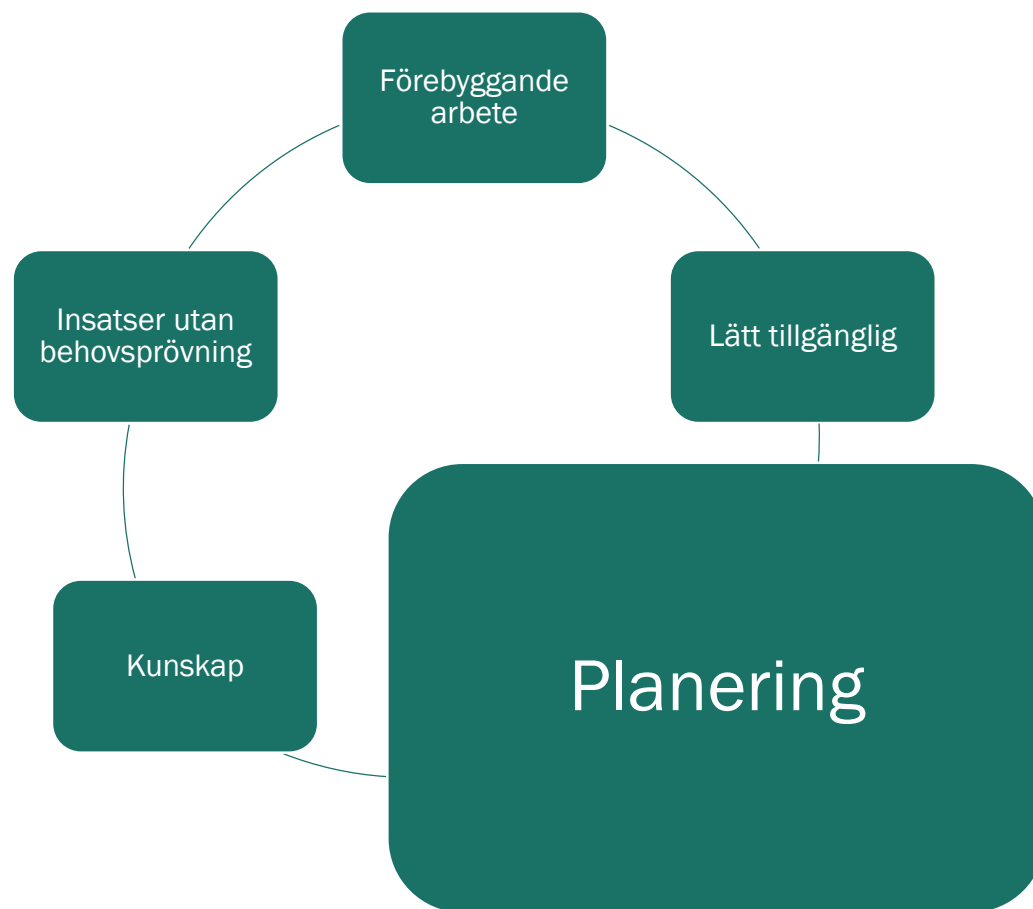 Förebyggande
arbete
Insatser utan
behovsprövning
Lätt tillgänglig
Kunskap
Planering